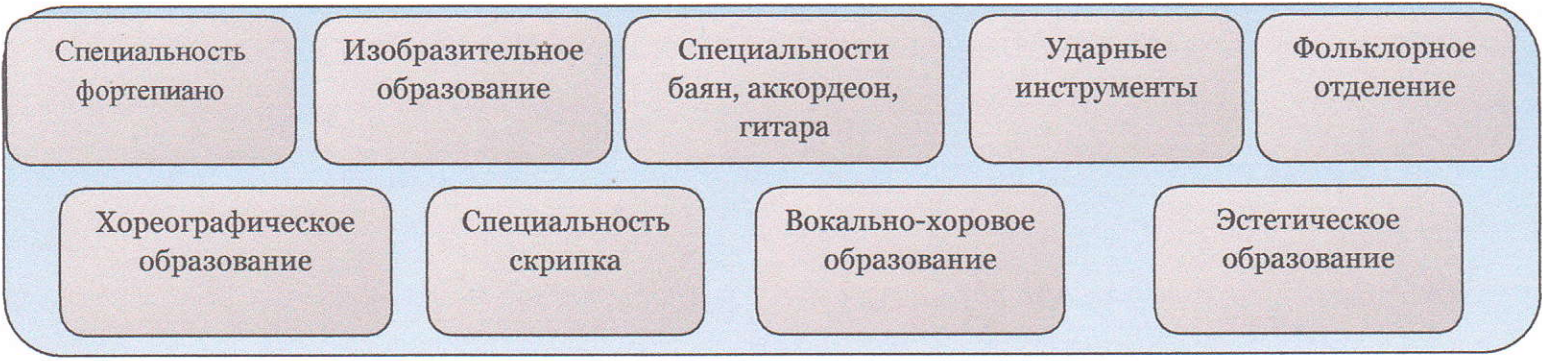 Специальность
фортепиано
Изобразительное
образование
Специальности
баян, аккордеон,
гитара
Ударные
инструменты
Фольклорное
отделение
Хореографическое
образование
Специальность
скрипка
Вокально-хоровое
образование
Эстетическое
образование